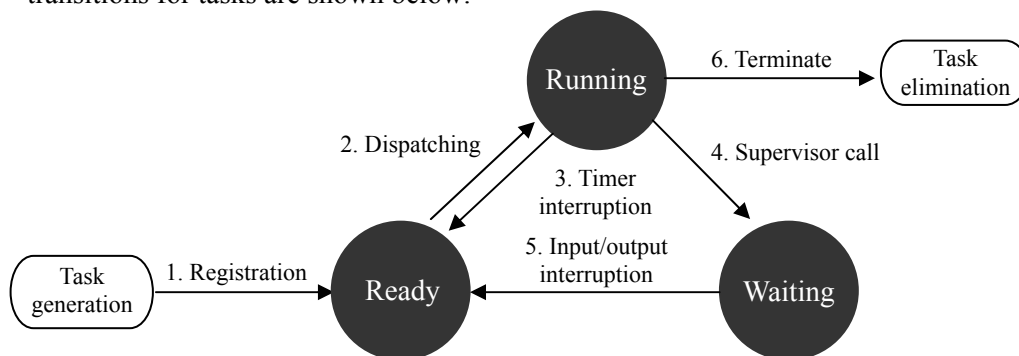 transitions for tasks are shown below.
Running
6. Terminate
Task
elimination
2. Dispatching
4. Supervisor call
3. Timer
interruption
5. Input/output
interruption
Task
generation
1. Registration
Ready
Waiting